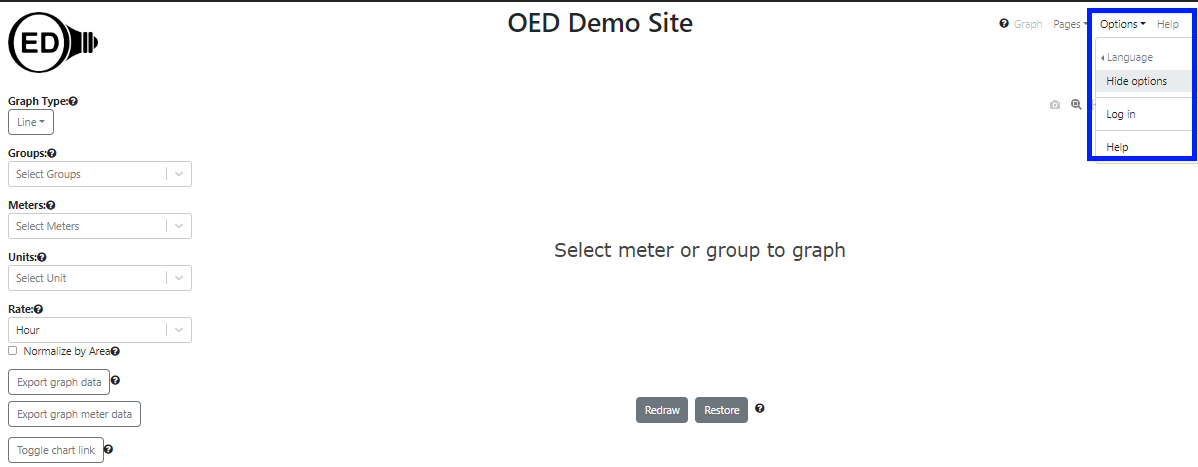 ED
OED Demo Site
Graph Pages Options Help
Language
Hide options
Log in
Help
Graph Type:
Line
Groups:
Select Groups
Meters:
Select Meters
Units:
Select Unit
Rate:
Hour
Normalize by Area
Export graph data
Export graph meter data
Toggle chart link
Select meter or group to graph
Redraw Restore